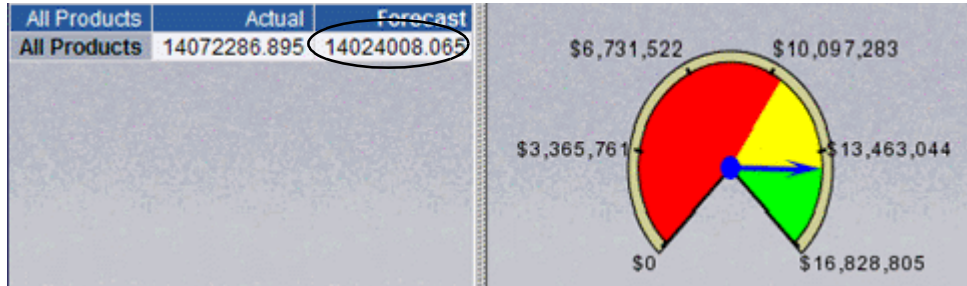 All Products Actual Forecast
All Products 14072286.895 14024008.065
$6,731,522 $10,097,283
$3,365,761 $13,463,044
$0 $16,828,805